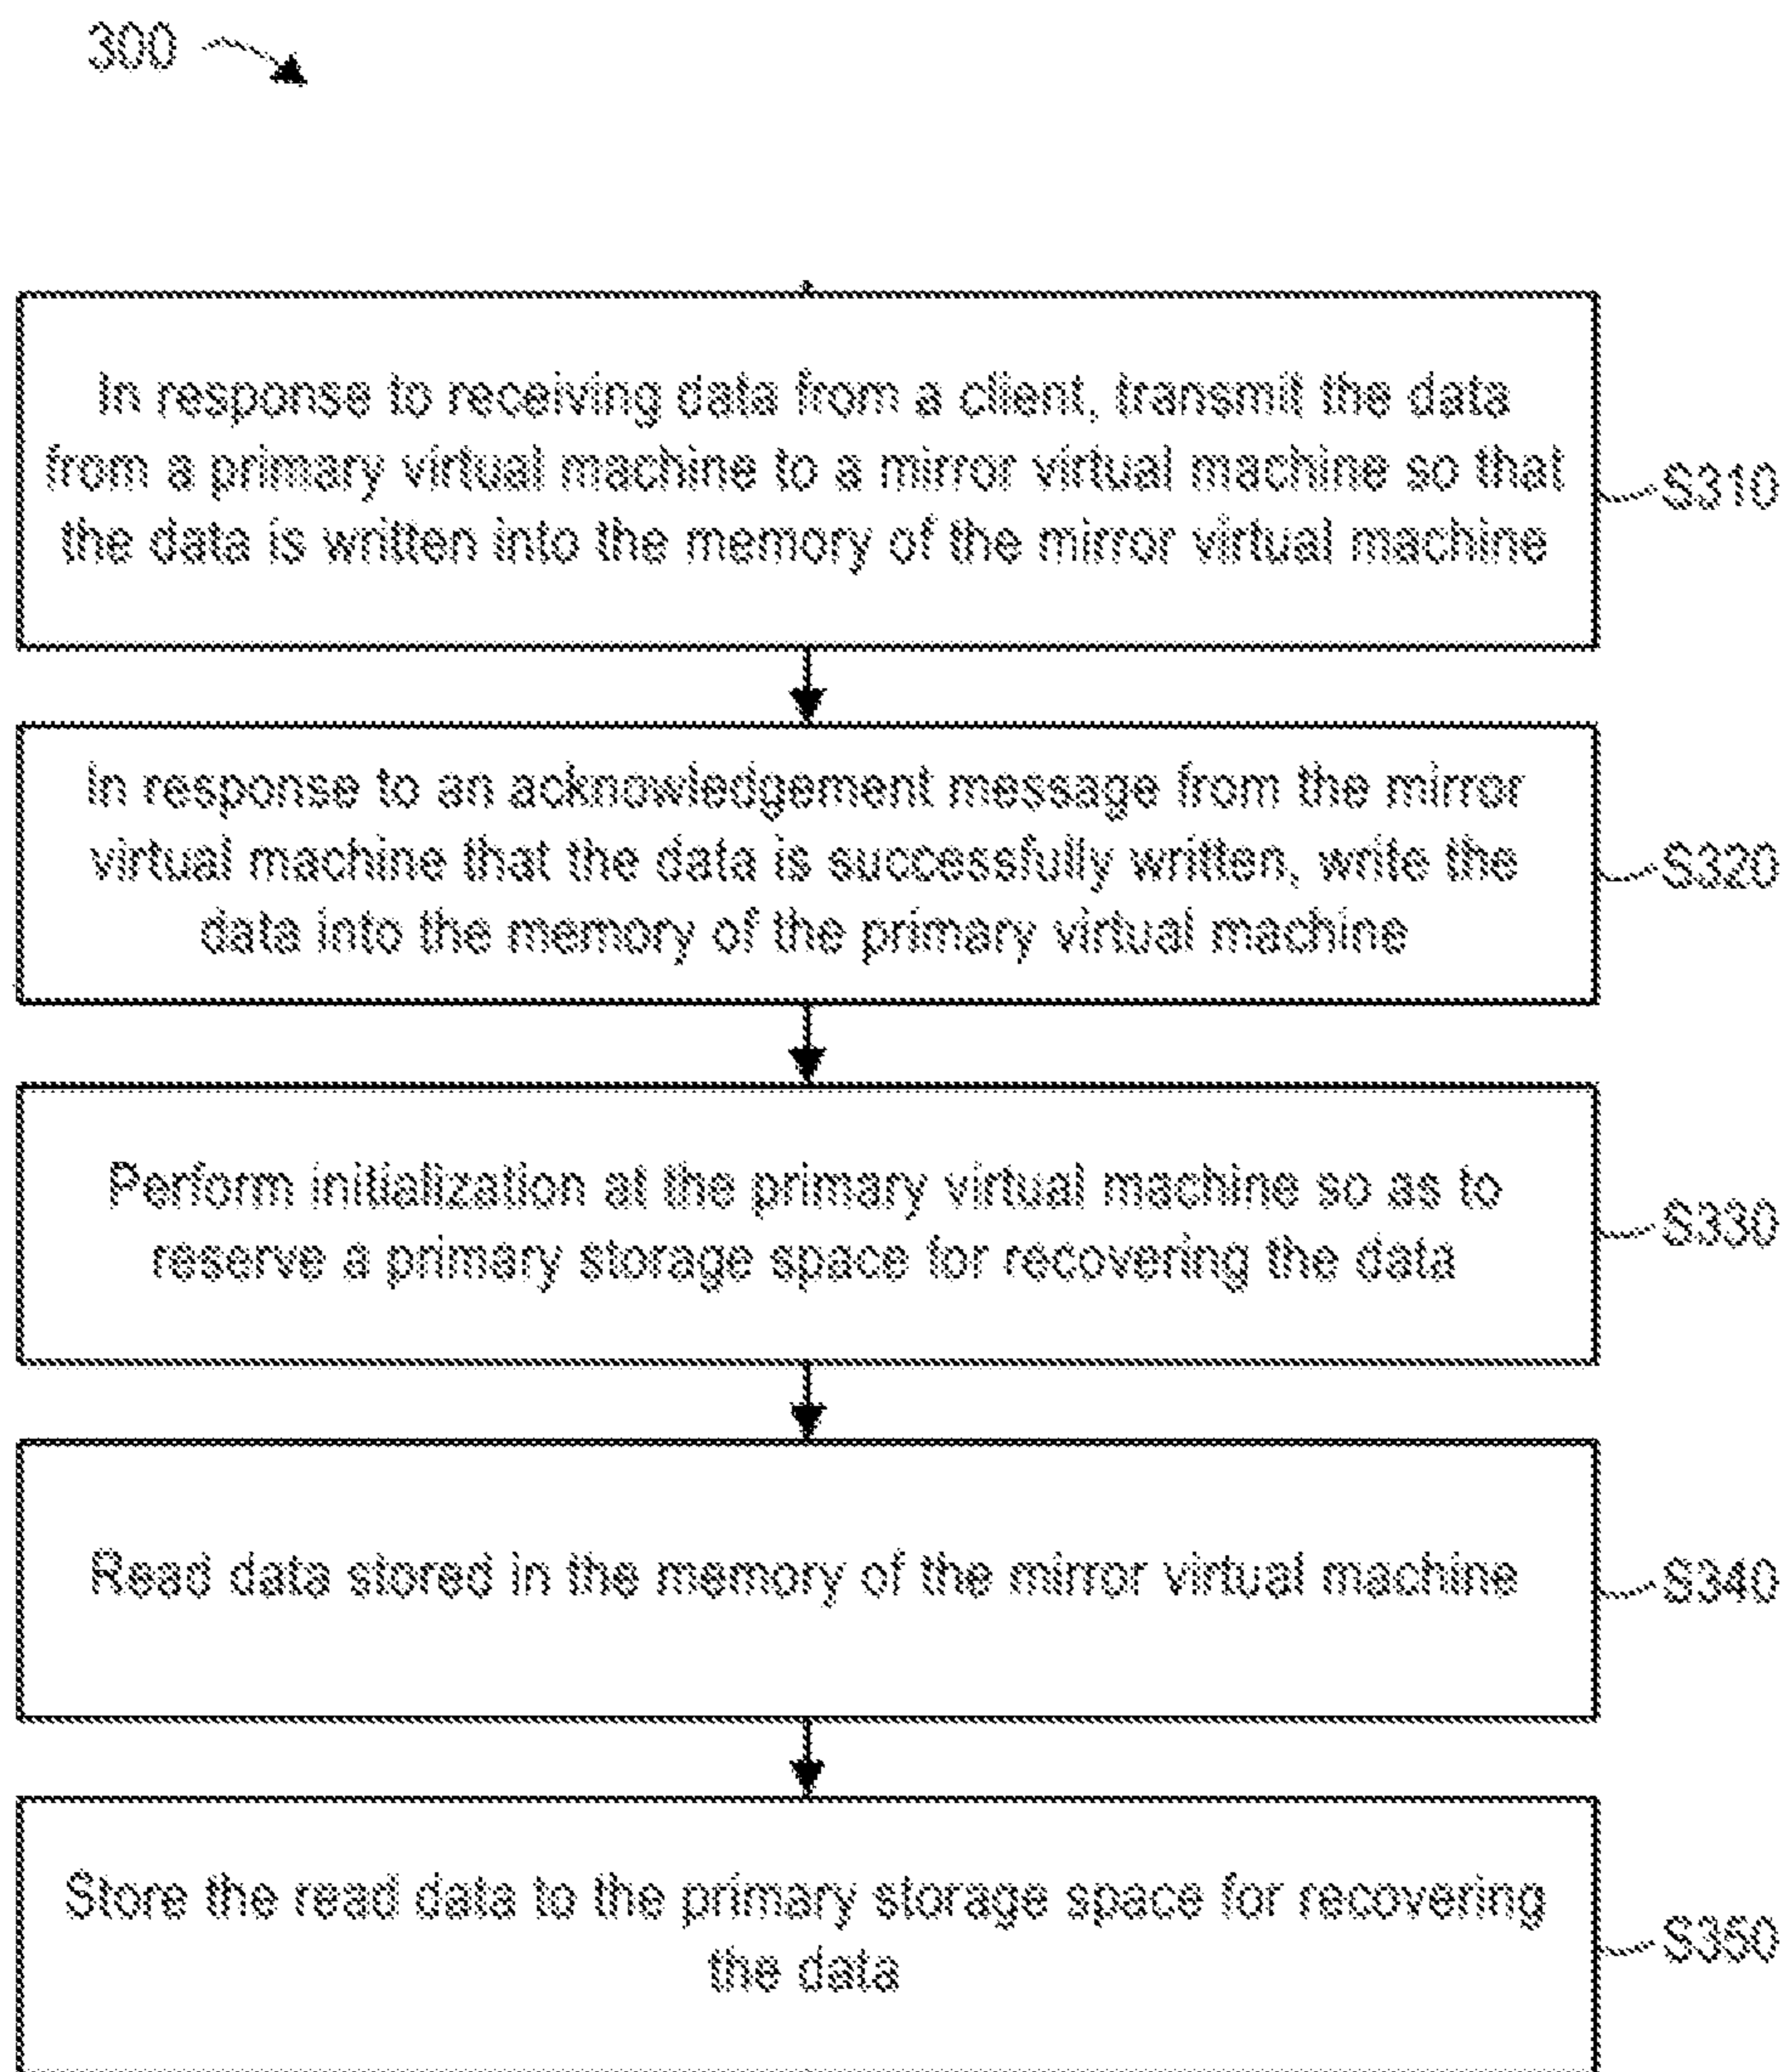 300
In response to receiving data from a client, transmit the data
from a primary virtual machine to a mirror virtual machine so that
the data is written into the memory of the mirror virtual machine
S310
In response to an acknowledgement message from the mirror
virtual machine that the data is successfully written, write the
data into the memory of the primary virtual machine
S320
Perform initialization at the primary virtual machine so as to
reserve a primary storage space for recovering the data
S330
Read data stored in the memory of the mirror virtual machine
S340
Store the read data to the primary storage space for recovering
the data
S350